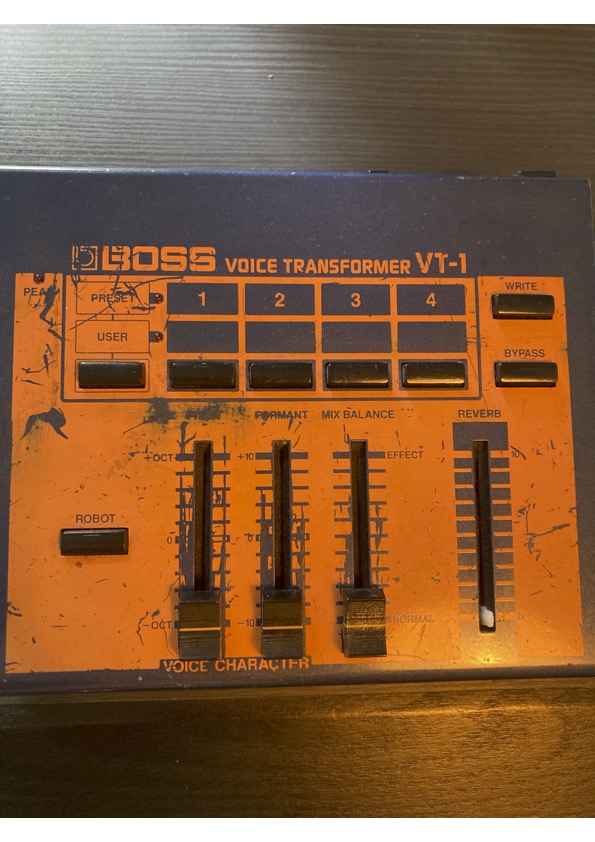 BOSS VOICE TRANSFORMER VT-1
PEAK
PRESET 1 2 3 4
WRITE
USER
BYPASS
FORMANT MIX BALANCE REVERB
+OCT +10 EFFECT 10
ROBOT
0 0
-OCT -10 NORMAL 0
VOICE CHARACTER